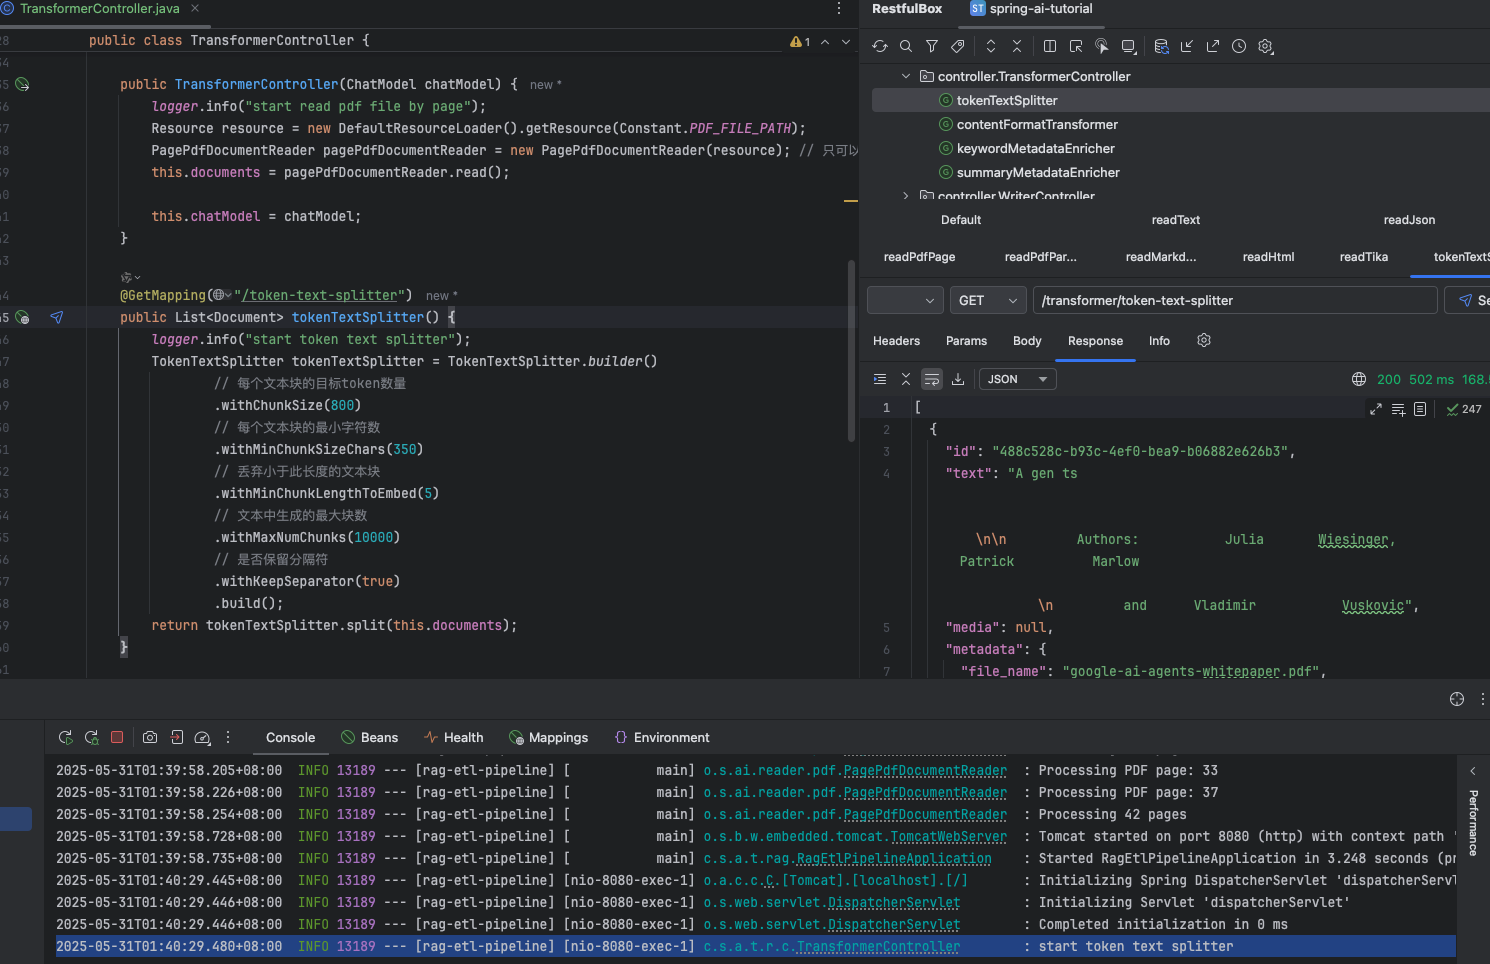 TransformerController.java
RestfulBox
spring-ai-tutorial
28 public class TransformerController {
1
34
35 public TransformerController(ChatModel chatModel) { new *
36 logger.info("start read pdf file by page");
37 Resource resource = new DefaultResourceLoader().getResource(Constant.PDF_FILE_PATH);
38 PagePdfDocumentReader pagePdfDocumentReader = new PagePdfDocumentReader(resource); // 只可以
39 this.documents = pagePdfDocumentReader.read();
40
41 this.chatModel = chatModel;
42 }
43
44 @GetMapping("/token-text-splitter") new *
45 public List<Document> tokenTextSplitter() {
46 logger.info("start token text splitter");
47 TokenTextSplitter tokenTextSplitter = TokenTextSplitter.builder()
48 // 每个文本块的目标token数量
49 .withChunkSize(800)
50 // 每个文本块的最小字符数
51 .withMinChunkSizeChars(350)
52 // 丢弃小于此长度的文本块
53 .withMinChunkLengthToEmbed(5)
54 // 文本中生成的最大块数
55 .withMaxNumChunks(10000)
56 // 是否保留分隔符
57 .withKeepSeparator(true)
58 .build();
59 return tokenTextSplitter.split(this.documents);
60 }
61
controller.TransformerController
tokenTextSplitter
contentFormatTransformer
keywordMetadataEnricher
summaryMetadataEnricher
controller.WriterController
Default readText readJson
readPdfPage readPdfPar... readMarkd... readHtml readTika tokenTextS
GET /transformer/token-text-splitter Se
Headers Params Body Response Info
JSON 200 502 ms 168.5
1 [ 247
2 {
3 "id": "488c528c-b93c-4ef0-bea9-b06882e626b3",
4 "text": "A gen ts
\n\n Authors: Julia Wiesinger,
Patrick Marlow
\n and Vladimir Vuskovic",
5 "media": null,
6 "metadata": {
7 "file_name": "google-ai-agents-whitepaper.pdf",
Console Beans Health Mappings Environment
2025-05-31T01:39:58.205+08:00 INFO 13189 --- [rag-etl-pipeline] [ main] o.s.ai.reader.pdf.PagePdfDocumentReader : Processing PDF page: 33
2025-05-31T01:39:58.226+08:00 INFO 13189 --- [rag-etl-pipeline] [ main] o.s.ai.reader.pdf.PagePdfDocumentReader : Processing PDF page: 37
2025-05-31T01:39:58.254+08:00 INFO 13189 --- [rag-etl-pipeline] [ main] o.s.ai.reader.pdf.PagePdfDocumentReader : Processing 42 pages
2025-05-31T01:39:58.728+08:00 INFO 13189 --- [rag-etl-pipeline] [ main] o.s.b.w.embedded.tomcat.TomcatWebServer : Tomcat started on port 8080 (http) with context path '
2025-05-31T01:39:58.735+08:00 INFO 13189 --- [rag-etl-pipeline] [ main] c.s.a.t.rag.RagEtlPipelineApplication : Started RagEtlPipelineApplication in 3.248 seconds (pr
2025-05-31T01:40:29.445+08:00 INFO 13189 --- [rag-etl-pipeline] [nio-8080-exec-1] o.a.c.c.C.[Tomcat].[localhost].[/] : Initializing Spring DispatcherServlet 'dispatcherServl
2025-05-31T01:40:29.446+08:00 INFO 13189 --- [rag-etl-pipeline] [nio-8080-exec-1] o.s.web.servlet.DispatcherServlet : Initializing Servlet 'dispatcherServlet'
2025-05-31T01:40:29.446+08:00 INFO 13189 --- [rag-etl-pipeline] [nio-8080-exec-1] o.s.web.servlet.DispatcherServlet : Completed initialization in 0 ms
2025-05-31T01:40:29.480+08:00 INFO 13189 --- [rag-etl-pipeline] [nio-8080-exec-1] c.s.a.t.r.c.TransformerController : start token text splitter
Performance